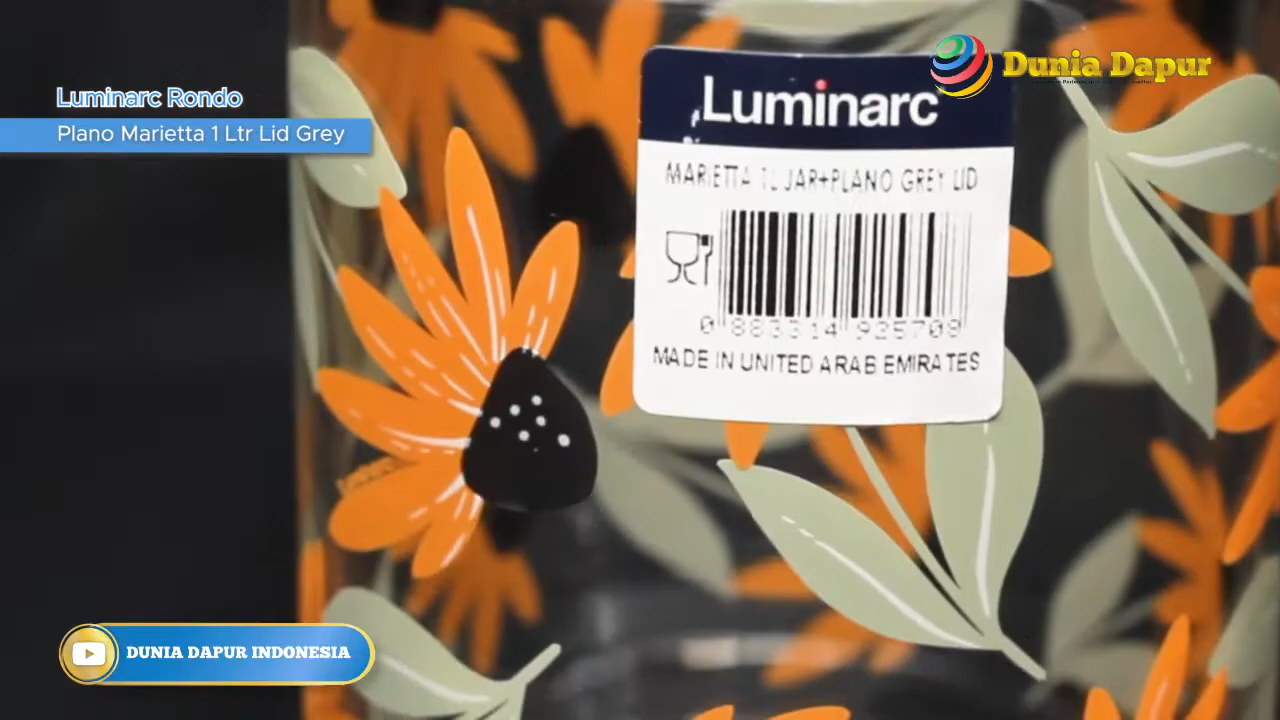 Luminarc Rondo
Plano Marietta 1 Ltr Lid Grey
Dunia Dapur
Luminarc
MARIETTA 1L JAR+PLANO GREY LID
0 883314 925708
MADE IN UNITED ARAB EMIRATES
DUNIA DAPUR INDONESIA